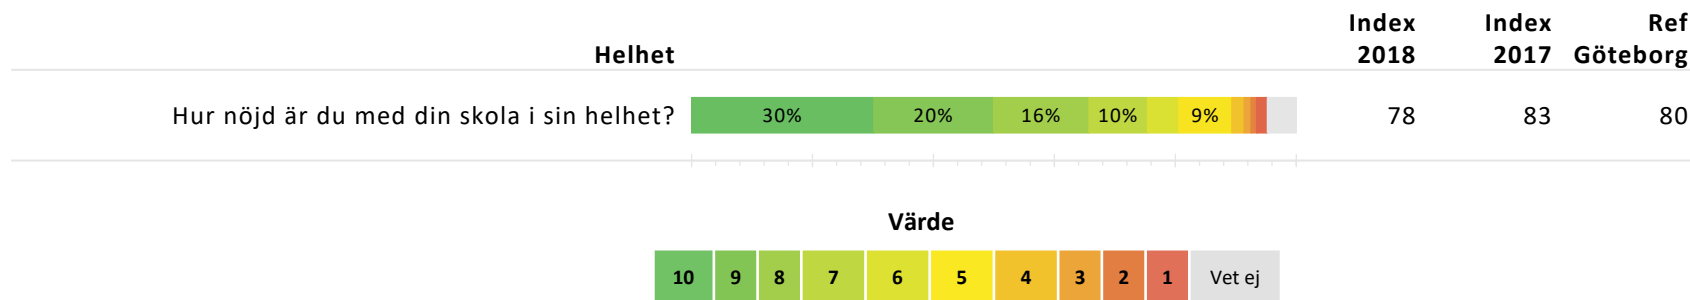 Helhet
Index 2018
Index 2017
Ref Göteborg
Hur nöjd är du med din skola i sin helhet? 30% 20% 16% 10% 9% 78 83 80
Värde
10 9 8 7 6 5 4 3 2 1 Vet ej